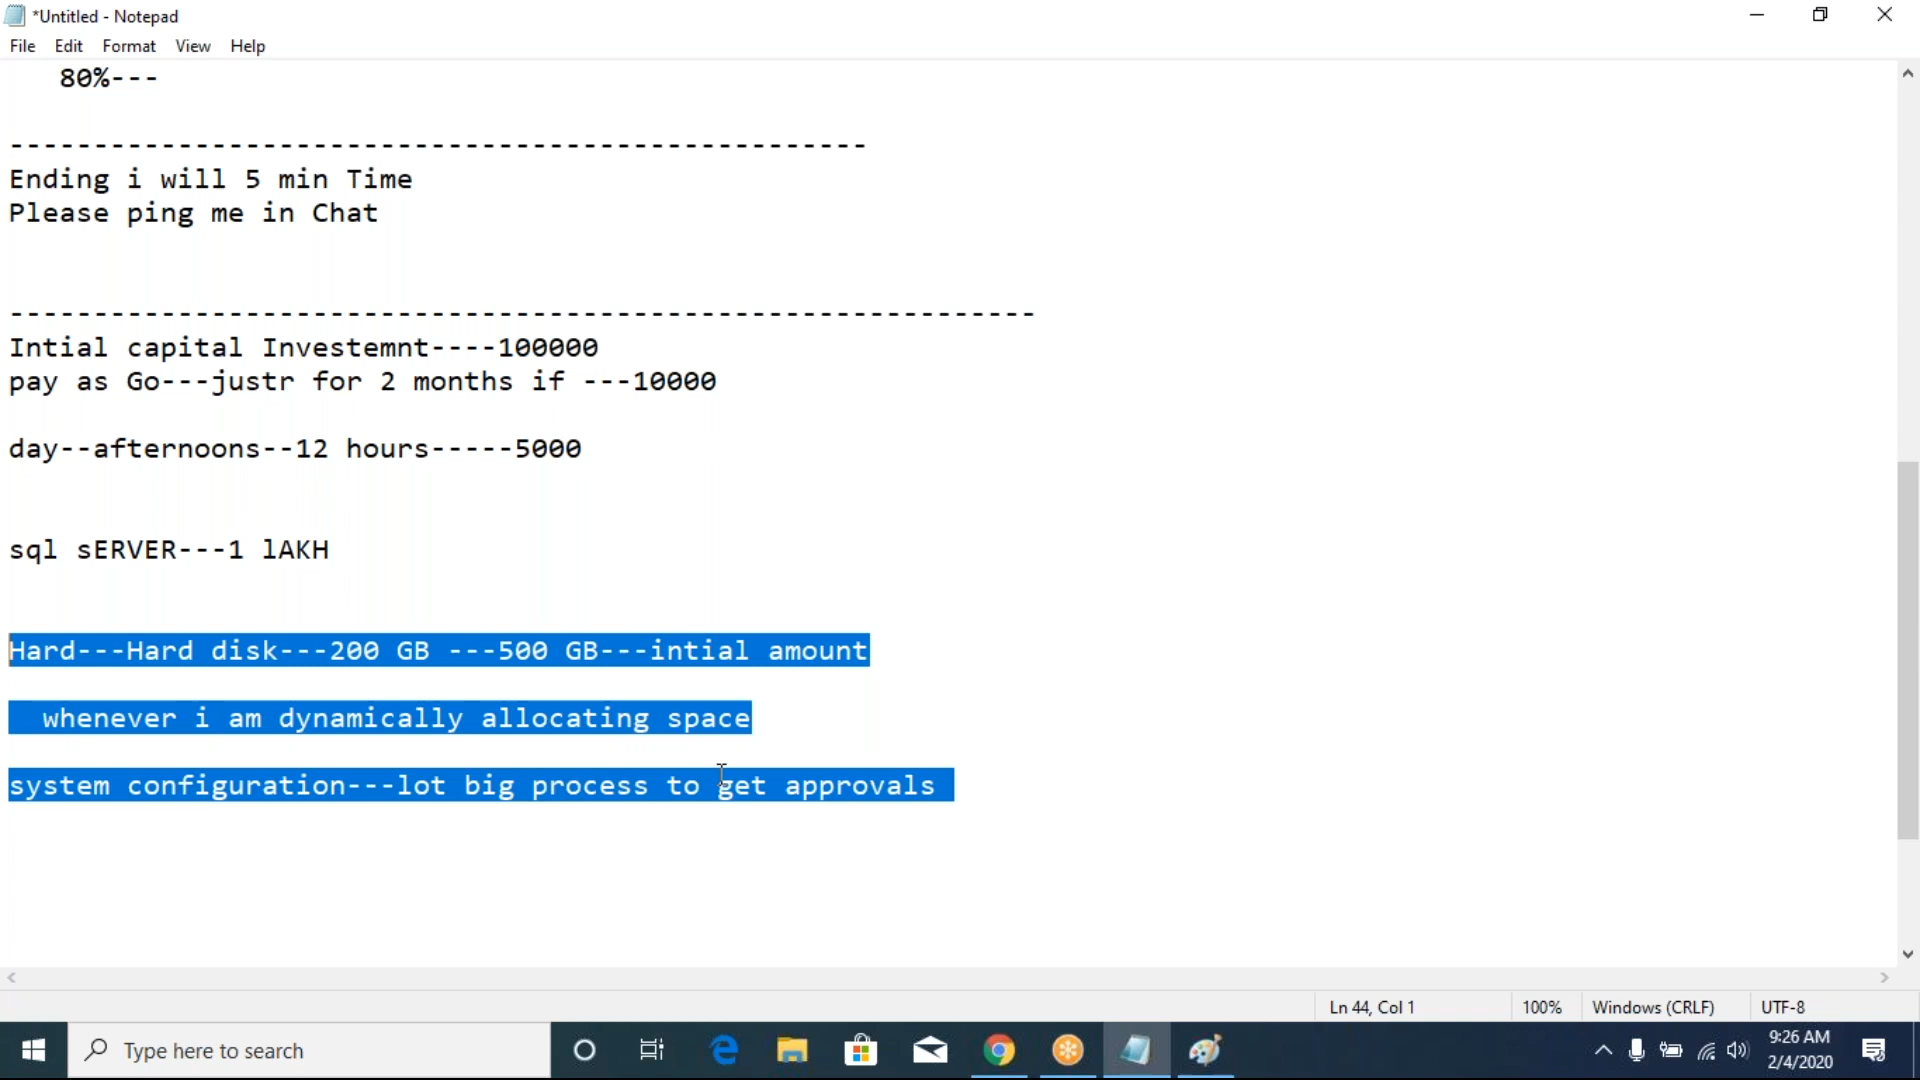 *Untitled - Notepad
File Edit Format View Help
80%---
---------------------------------------------------
Ending i will 5 min Time
Please ping me in Chat
-------------------------------------------------------------
Intial capital Investemnt----100000
pay as Go---justr for 2 months if ---10000
day--afternoons--12 hours-----5000
sql sERVER---1 lAKH
Hard---Hard disk---200 GB ---500 GB---intial amount
whenever i am dynamically allocating space
system configuration---lot big process to get approvals
Ln 44, Col 1 100% Windows (CRLF) UTF-8
Type here to search
9:26 AM
2/4/2020